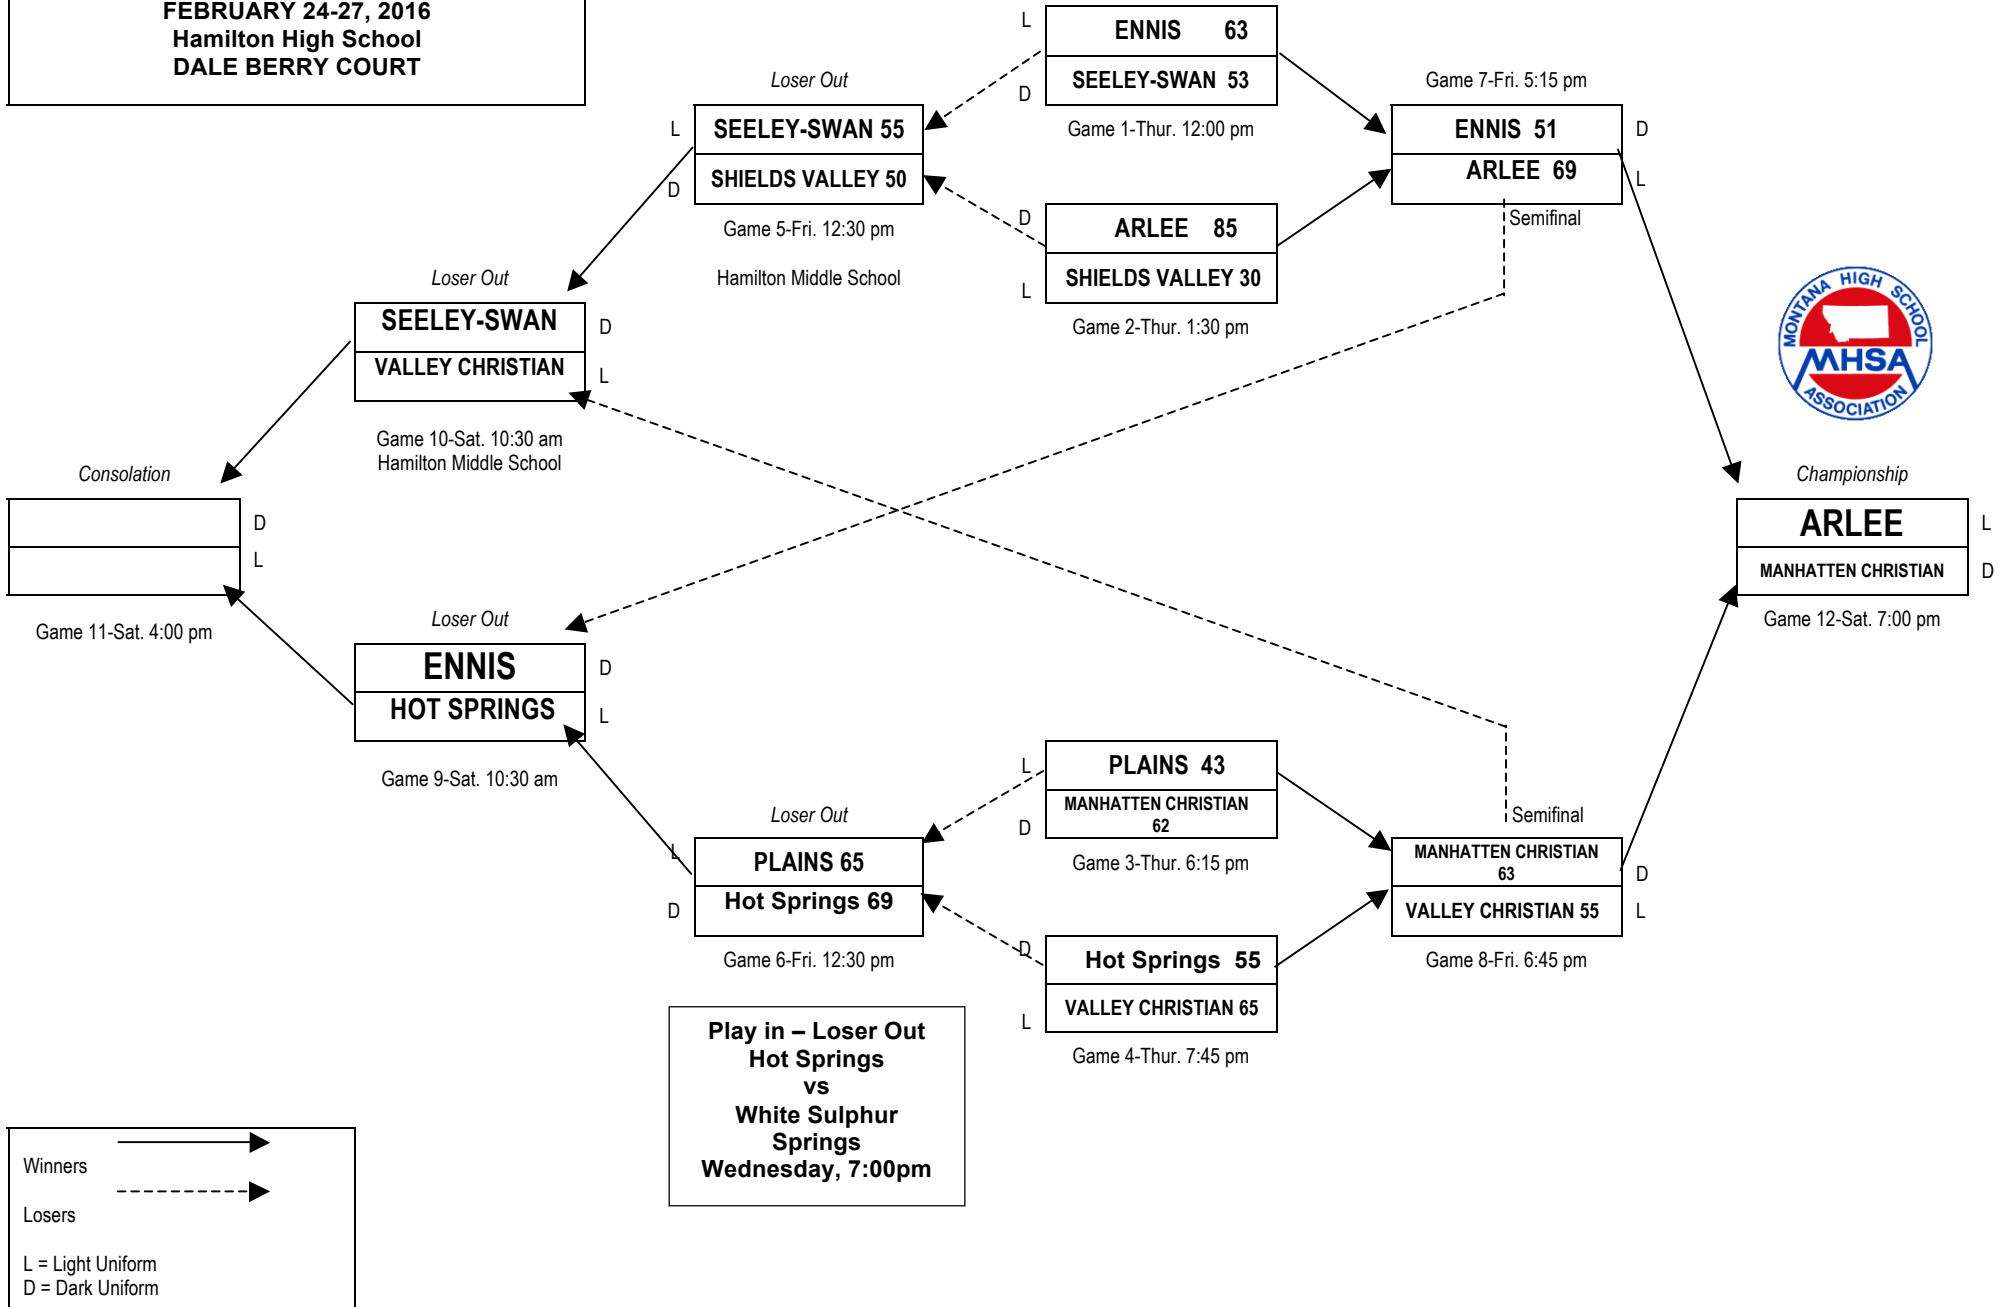 FEBRUARY 24-27, 2016
Hamilton High School
DALE BERRY COURT
L
ENNIS 63
SEELEY-SWAN 53
D
Game 1-Thur. 12:00 pm
Loser Out
L
SEELEY-SWAN 55
SHIELDS VALLEY 50
D
Game 5-Fri. 12:30 pm
Hamilton Middle School
D
ARLEE 85
SHIELDS VALLEY 30
L
Game 2-Thur. 1:30 pm
Game 7-Fri. 5:15 pm
ENNIS 51
D
ARLEE 69
L
Semifinal
Loser Out
SEELEY-SWAN
D
VALLEY CHRISTIAN
L
Game 10-Sat. 10:30 am
Hamilton Middle School
MONTANA HIGH SCHOOL
MHSA
ASSOCIATION
Consolation
D
L
Game 11-Sat. 4:00 pm
Championship
ARLEE
L
MANHATTEN CHRISTIAN
D
Game 12-Sat. 7:00 pm
Loser Out
ENNIS
D
HOT SPRINGS
L
Game 9-Sat. 10:30 am
Loser Out
L
PLAINS 65
D
Hot Springs 69
Game 6-Fri. 12:30 pm
L
PLAINS 43
MANHATTEN CHRISTIAN
62
D
Game 3-Thur. 6:15 pm
D
Hot Springs 55
VALLEY CHRISTIAN 65
L
Game 4-Thur. 7:45 pm
Semifinal
MANHATTEN CHRISTIAN
63
D
VALLEY CHRISTIAN 55
L
Game 8-Fri. 6:45 pm
Play in – Loser Out
Hot Springs
vs
White Sulphur
Springs
Wednesday, 7:00pm
Winners
Losers
L = Light Uniform
D = Dark Uniform